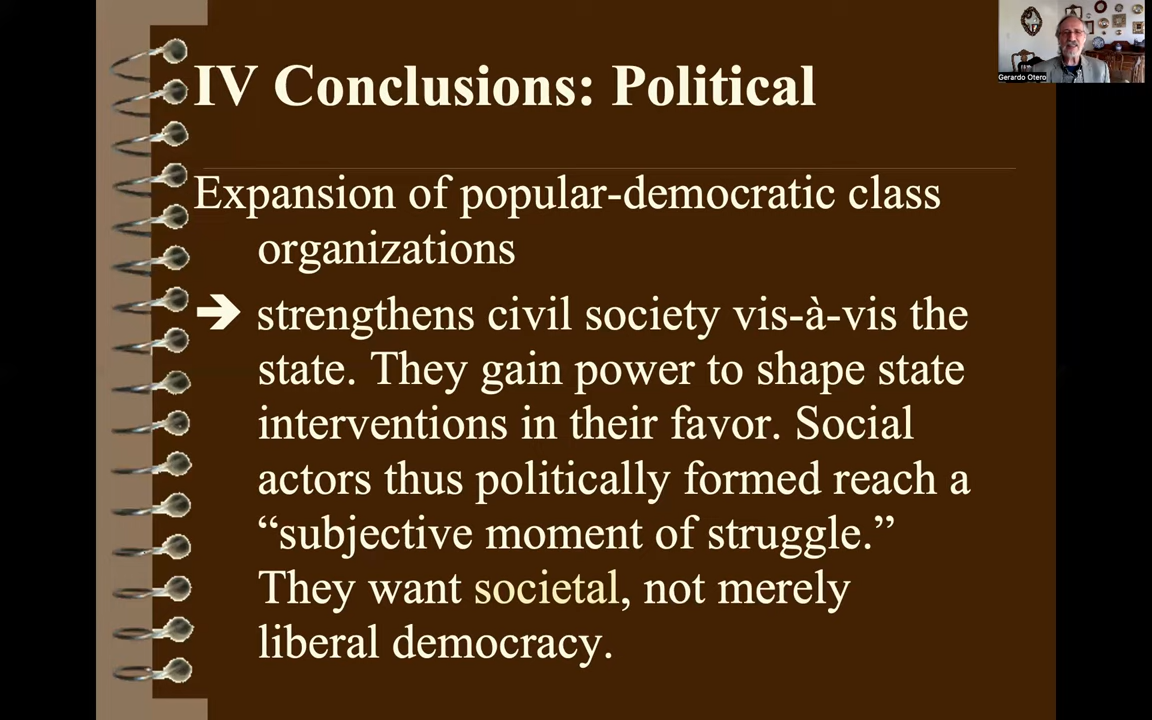 IV Conclusions: Political
Gerardo Otero
Expansion of popular-democratic class
organizations
➔ strengthens civil society vis-à-vis the
state. They gain power to shape state
interventions in their favor. Social
actors thus politically formed reach a
“subjective moment of struggle.”
They want societal, not merely
liberal democracy.